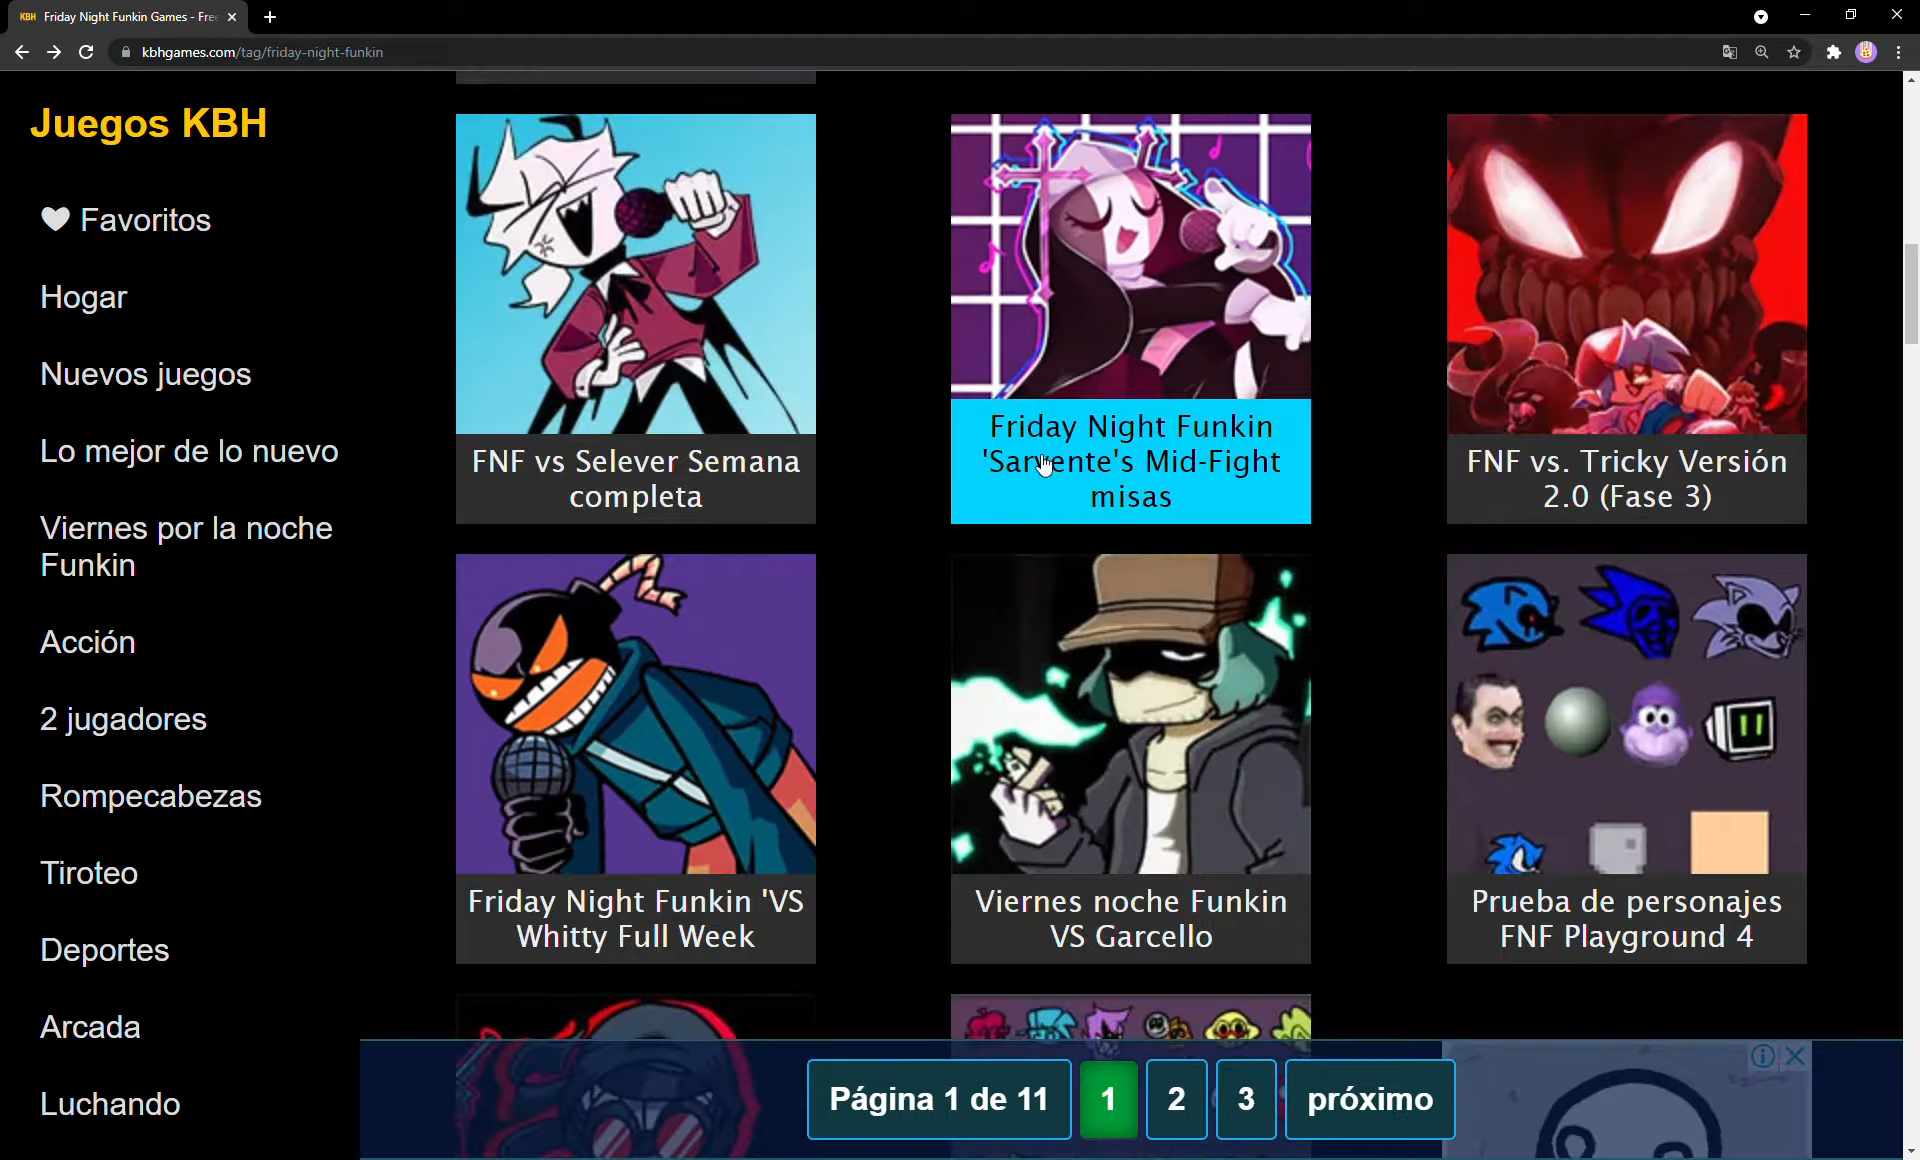 KBH Friday Night Funkin Games - Free
kbhgames.com/tag/friday-night-funkin
Juegos KBH
Favoritos
Hogar
Nuevos juegos
Lo mejor de lo nuevo
Viernes por la noche
Funkin
Acción
2 jugadores
Rompecabezas
Tiroteo
Deportes
Arcada
Luchando
FNF vs Selever Semana
completa
Friday Night Funkin
'Sarvente's Mid-Fight
misas
FNF vs. Tricky Versión
2.0 (Fase 3)
Friday Night Funkin 'VS
Whitty Full Week
Viernes noche Funkin
VS Garcello
Prueba de personajes
FNF Playground 4
Página 1 de 11 1 2 3 próximo